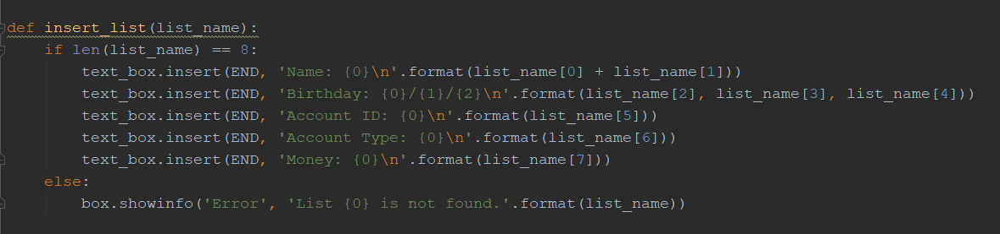 def insert_list(list_name):
    if len(list_name) == 8:
        text_box.insert(END, 'Name: {0}\n'.format(list_name[0] + list_name[1]))
        text_box.insert(END, 'Birthday: {0}/{1}/{2}\n'.format(list_name[2], list_name[3], list_name[4]))
        text_box.insert(END, 'Account ID: {0}\n'.format(list_name[5]))
        text_box.insert(END, 'Account Type: {0}\n'.format(list_name[6]))
        text_box.insert(END, 'Money: {0}\n'.format(list_name[7]))
    else:
        box.showinfo('Error', 'List {0} is not found.'.format(list_name))